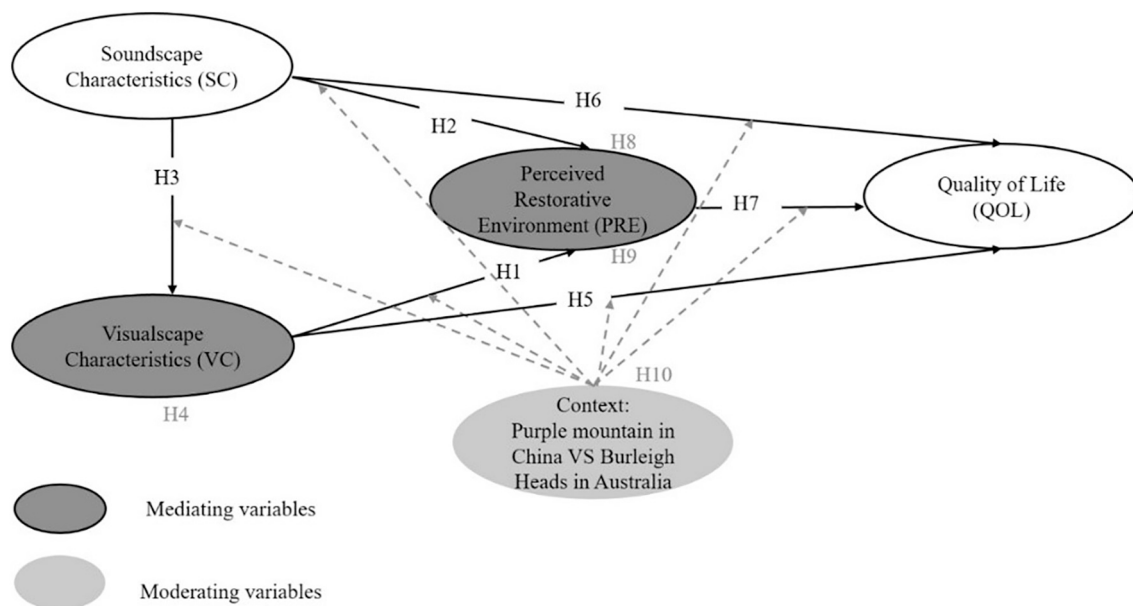 Soundscape
Characteristics (SC)
H6
H2
H8
H3
Perceived
Restorative
Environment (PRE)
H7
Quality of Life
(QOL)
H9
H1
H5
Visualscape
Characteristics (VC)
H4
H10
Context:
Purple mountain in
China VS Burleigh
Heads in Australia
Mediating variables
Moderating variables